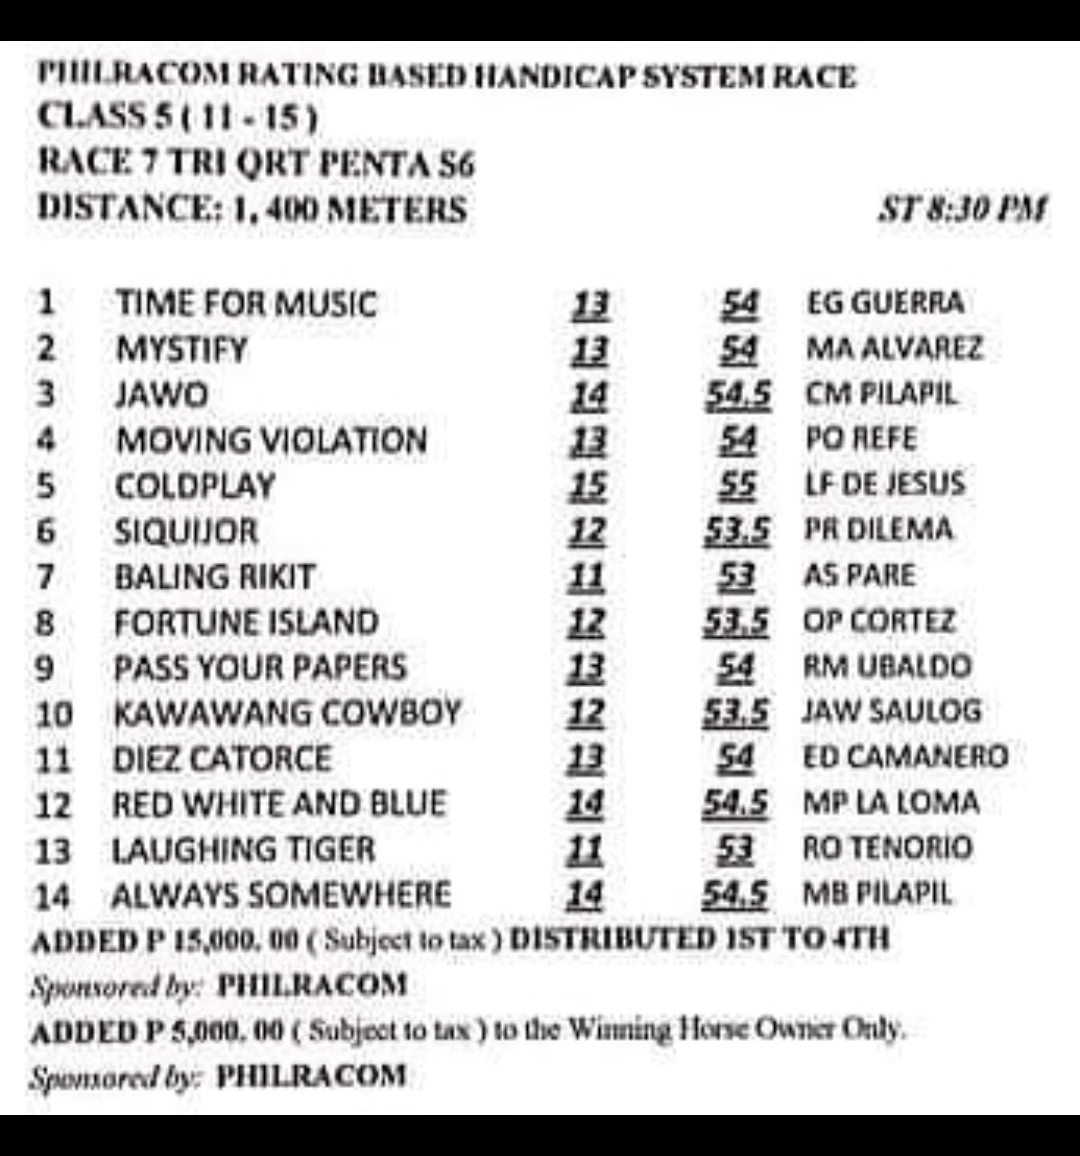 PHILRACOM RATING BASED HANDICAP SYSTEM RACE
CLASS 5 ( 11 - 15 )
RACE 7 TRI QRT PENTA S6
DISTANCE: 1, 400 METERS ST 8:30 PM
1 TIME FOR MUSIC 13 54 EG GUERRA
2 MYSTIFY 13 54 MA ALVAREZ
3 JAWO 14 54.5 CM PILAPIL
4 MOVING VIOLATION 13 54 PO REFE
5 COLDPLAY 15 55 LF DE JESUS
6 SIQUIJOR 12 53.5 PR DILEMA
7 BALING RIKIT 11 53 AS PARE
8 FORTUNE ISLAND 12 53.5 OP CORTEZ
9 PASS YOUR PAPERS 13 54 RM UBALDO
10 KAWAWANG COWBOY 12 53.5 JAW SAULOG
11 DIEZ CATORCE 13 54 ED CAMANERO
12 RED WHITE AND BLUE 14 54.5 MP LA LOMA
13 LAUGHING TIGER 11 53 RO TENORIO
14 ALWAYS SOMEWHERE 14 54.5 MB PILAPIL
ADDED P 15,000. 00 ( Subject to tax ) DISTRIBUTED 1ST TO 4TH
Sponsored by: PHILRACOM
ADDED P 5,000. 00 ( Subject to tax ) to the Winning Horse Owner Only.
Sponsored by: PHILRACOM